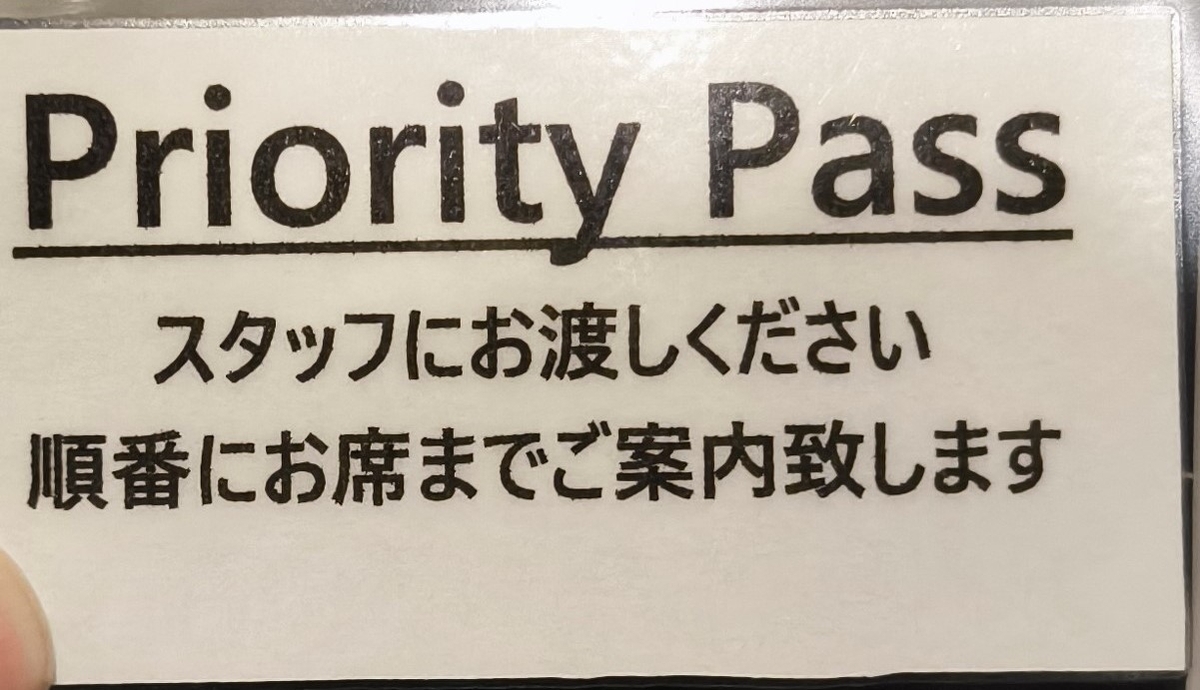 Priority Pass
スタッフにお渡しください
順番にお席までご案内致します